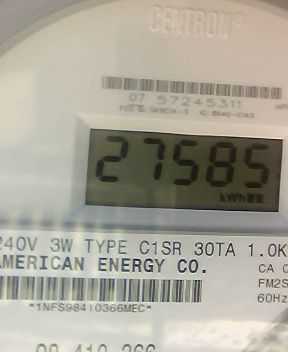 CENTRON®
07 57245311
27585
kWh
240V 3W TYPE C1SR 30TA 1.0K
AMERICAN ENERGY CO.
CA
FM2S
60Hz
*1NFS98410366MEC*